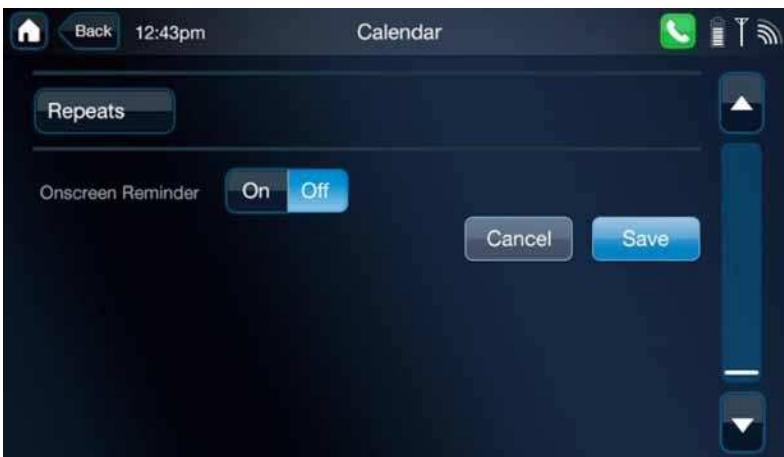 Back 12:43pm Calendar
Repeats
Onscreen Reminder On Off
Cancel Save